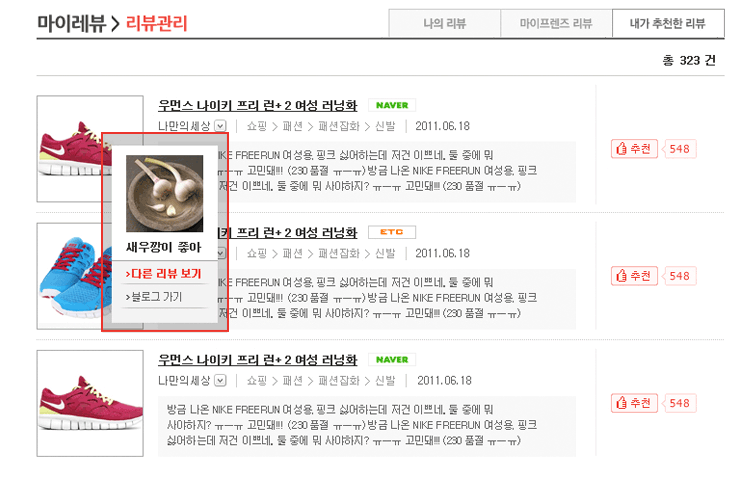 마이레뷰 > 리뷰관리
나의 리뷰
마이프렌즈 리뷰
내가 추천한 리뷰
총 323 건
우먼스 나이키 프리 런+ 2 여성 러닝화 NAVER
나만의세상 | 쇼핑 > 패션 > 패션잡화 > 신발 | 2011.06.18
KE FREERUN 여성용, 핑크 싫어하는데 저건 이쁘네, 둘 중에 뭐
ㅠㅡㅠ 고민돼!!! (230 품절 ㅠㅡㅠ) 방금 나온 NIKE FREERUN 여성용, 핑크
저건 이쁘네, 둘 중에 뭐 사야하지? ㅠㅡㅠ 고민돼!!! (230 품절 ㅠㅡㅠ)
추천 548
새우깡이 좋아
>다른 리뷰 보기
>블로그 가기
키 프리 런+ 2 여성 러닝화 ETC
쇼핑 > 패션 > 패션잡화 > 신발 | 2011.06.18
KE FREERUN 여성용, 핑크 싫어하는데 저건 이쁘네, 둘 중에 뭐
ㅠㅡㅠ 고민돼!!! (230 품절 ㅠㅡㅠ) 방금 나온 NIKE FREERUN 여성용, 핑크
저건 이쁘네, 둘 중에 뭐 사야하지? ㅠㅡㅠ 고민돼!!! (230 품절 ㅠㅡㅠ)
추천 548
우먼스 나이키 프리 런+ 2 여성 러닝화 NAVER
나만의세상 | 쇼핑 > 패션 > 패션잡화 > 신발 | 2011.06.18
방금 나온 NIKE FREERUN 여성용, 핑크 싫어하는데 저건 이쁘네, 둘 중에 뭐
사야하지? ㅠㅡㅠ 고민돼!!! (230 품절 ㅠㅡㅠ) 방금 나온 NIKE FREERUN 여성용, 핑크
싫어하는데 저건 이쁘네, 둘 중에 뭐 사야하지? ㅠㅡㅠ 고민돼!!! (230 품절 ㅠㅡㅠ)
추천 548